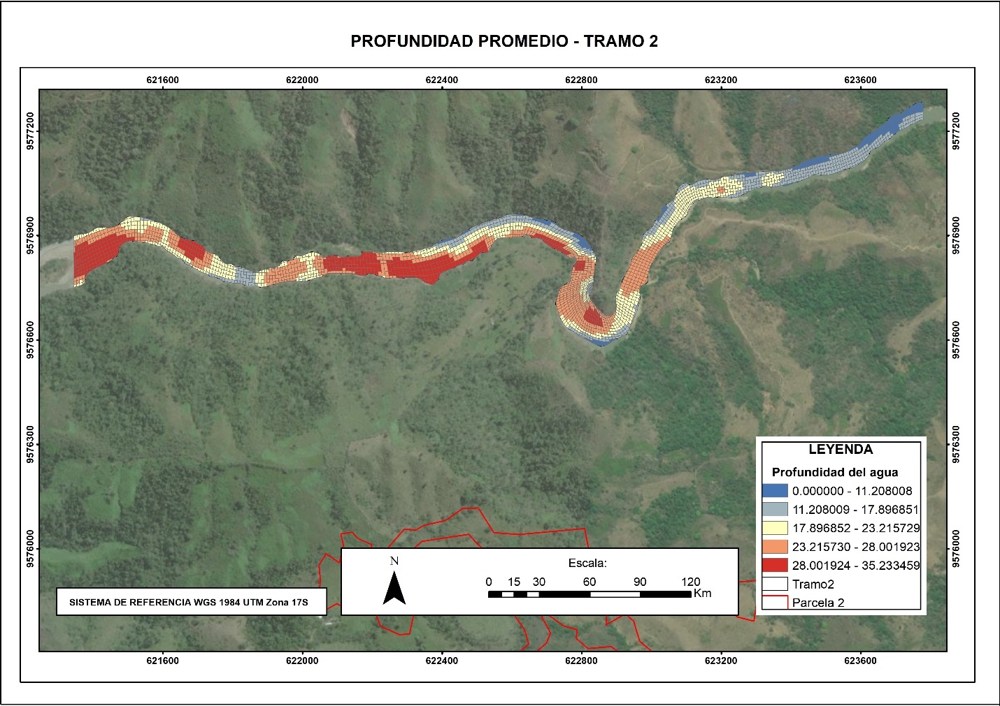 PROFUNDIDAD PROMEDIO - TRAMO 2
621600 622000 622400 622800 623200 623600
9577200 9577200
9576900 9576900
9576600 9576600
9576300 9576300
9576000 9576000
LEYENDA
Profundidad del agua
0.000000 - 11.208008
11.208009 - 17.896851
17.896852 - 23.215729
23.215730 - 28.001923
28.001924 - 35.233459
Tramo2
Parcela 2
N
Escala:
0 15 30 60 90 120
Km
SISTEMA DE REFERENCIA WGS 1984 UTM Zona 17S
621600 622000 622400 622800 623200 623600